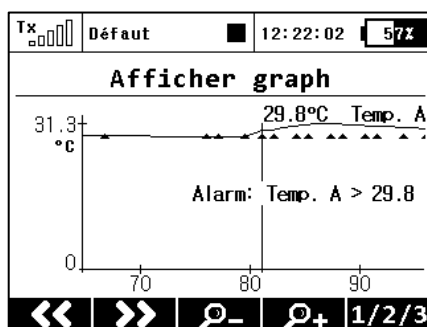 Tx Défaut 12:22:02 57%
Afficher graph
29.8°C Temp. A
31.3
°C
Alarm: Temp. A > 29.8
0
70 80 90
1/2/3